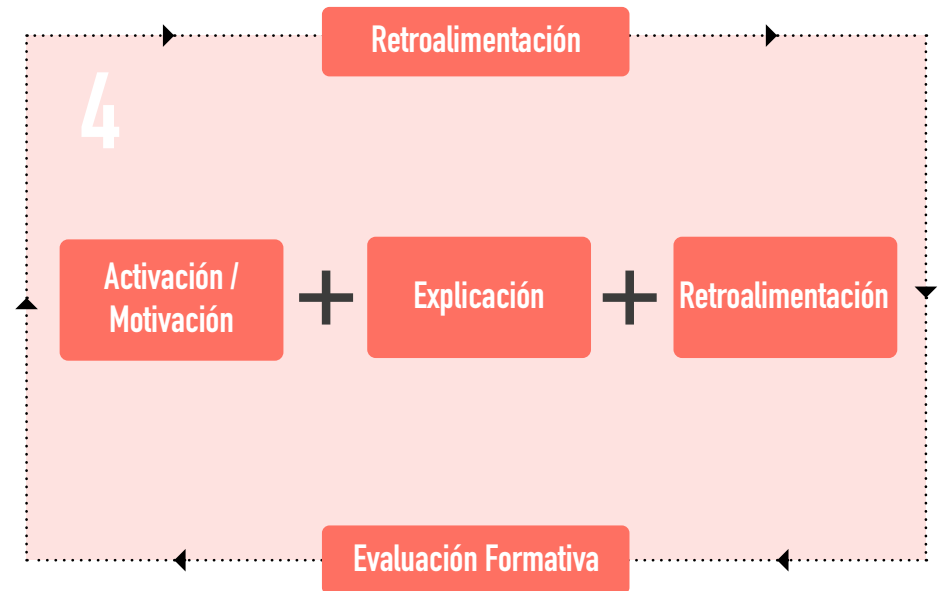 Retroalimentación
4
Activación /
Motivación
+
Explicación
+
Retroalimentación
Evaluación Formativa